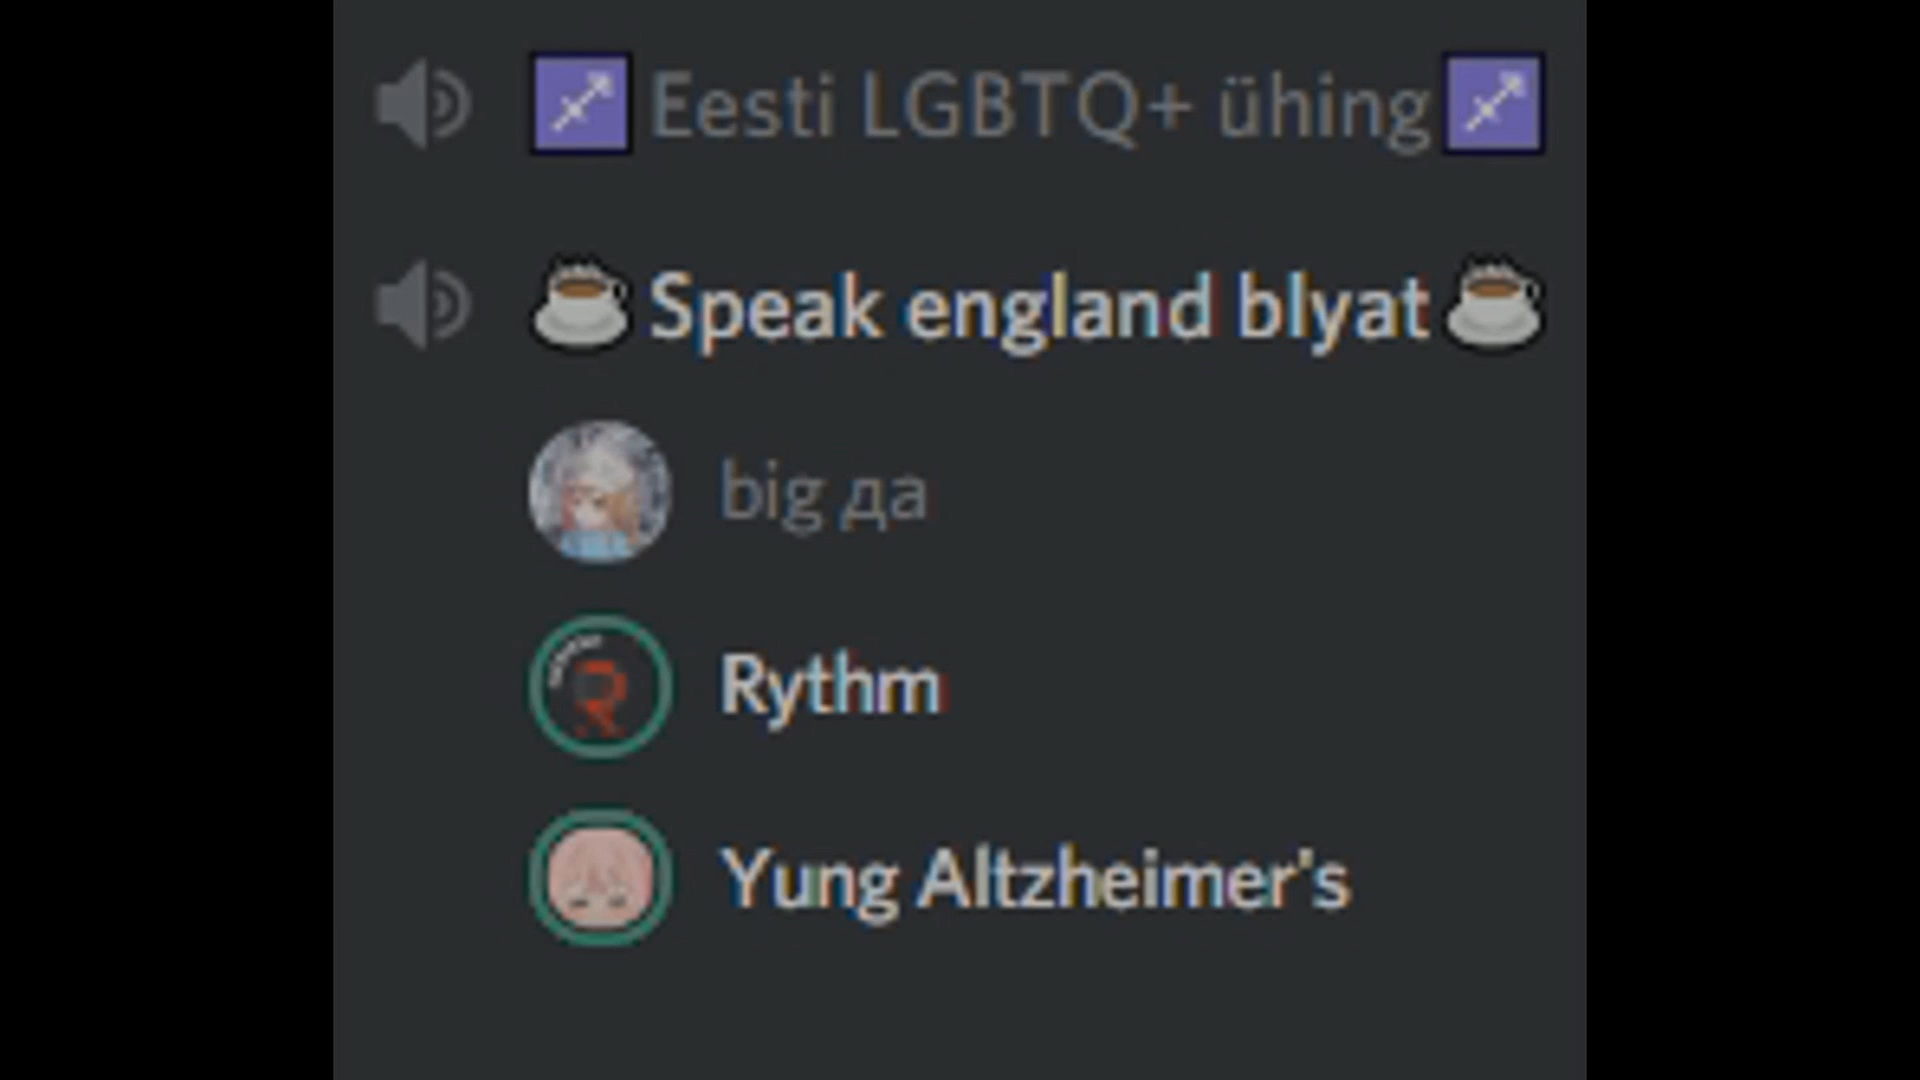 Eesti LGBTQ+ ühing
Speak england blyat
big да
Rythm
Yung Altzheimer's